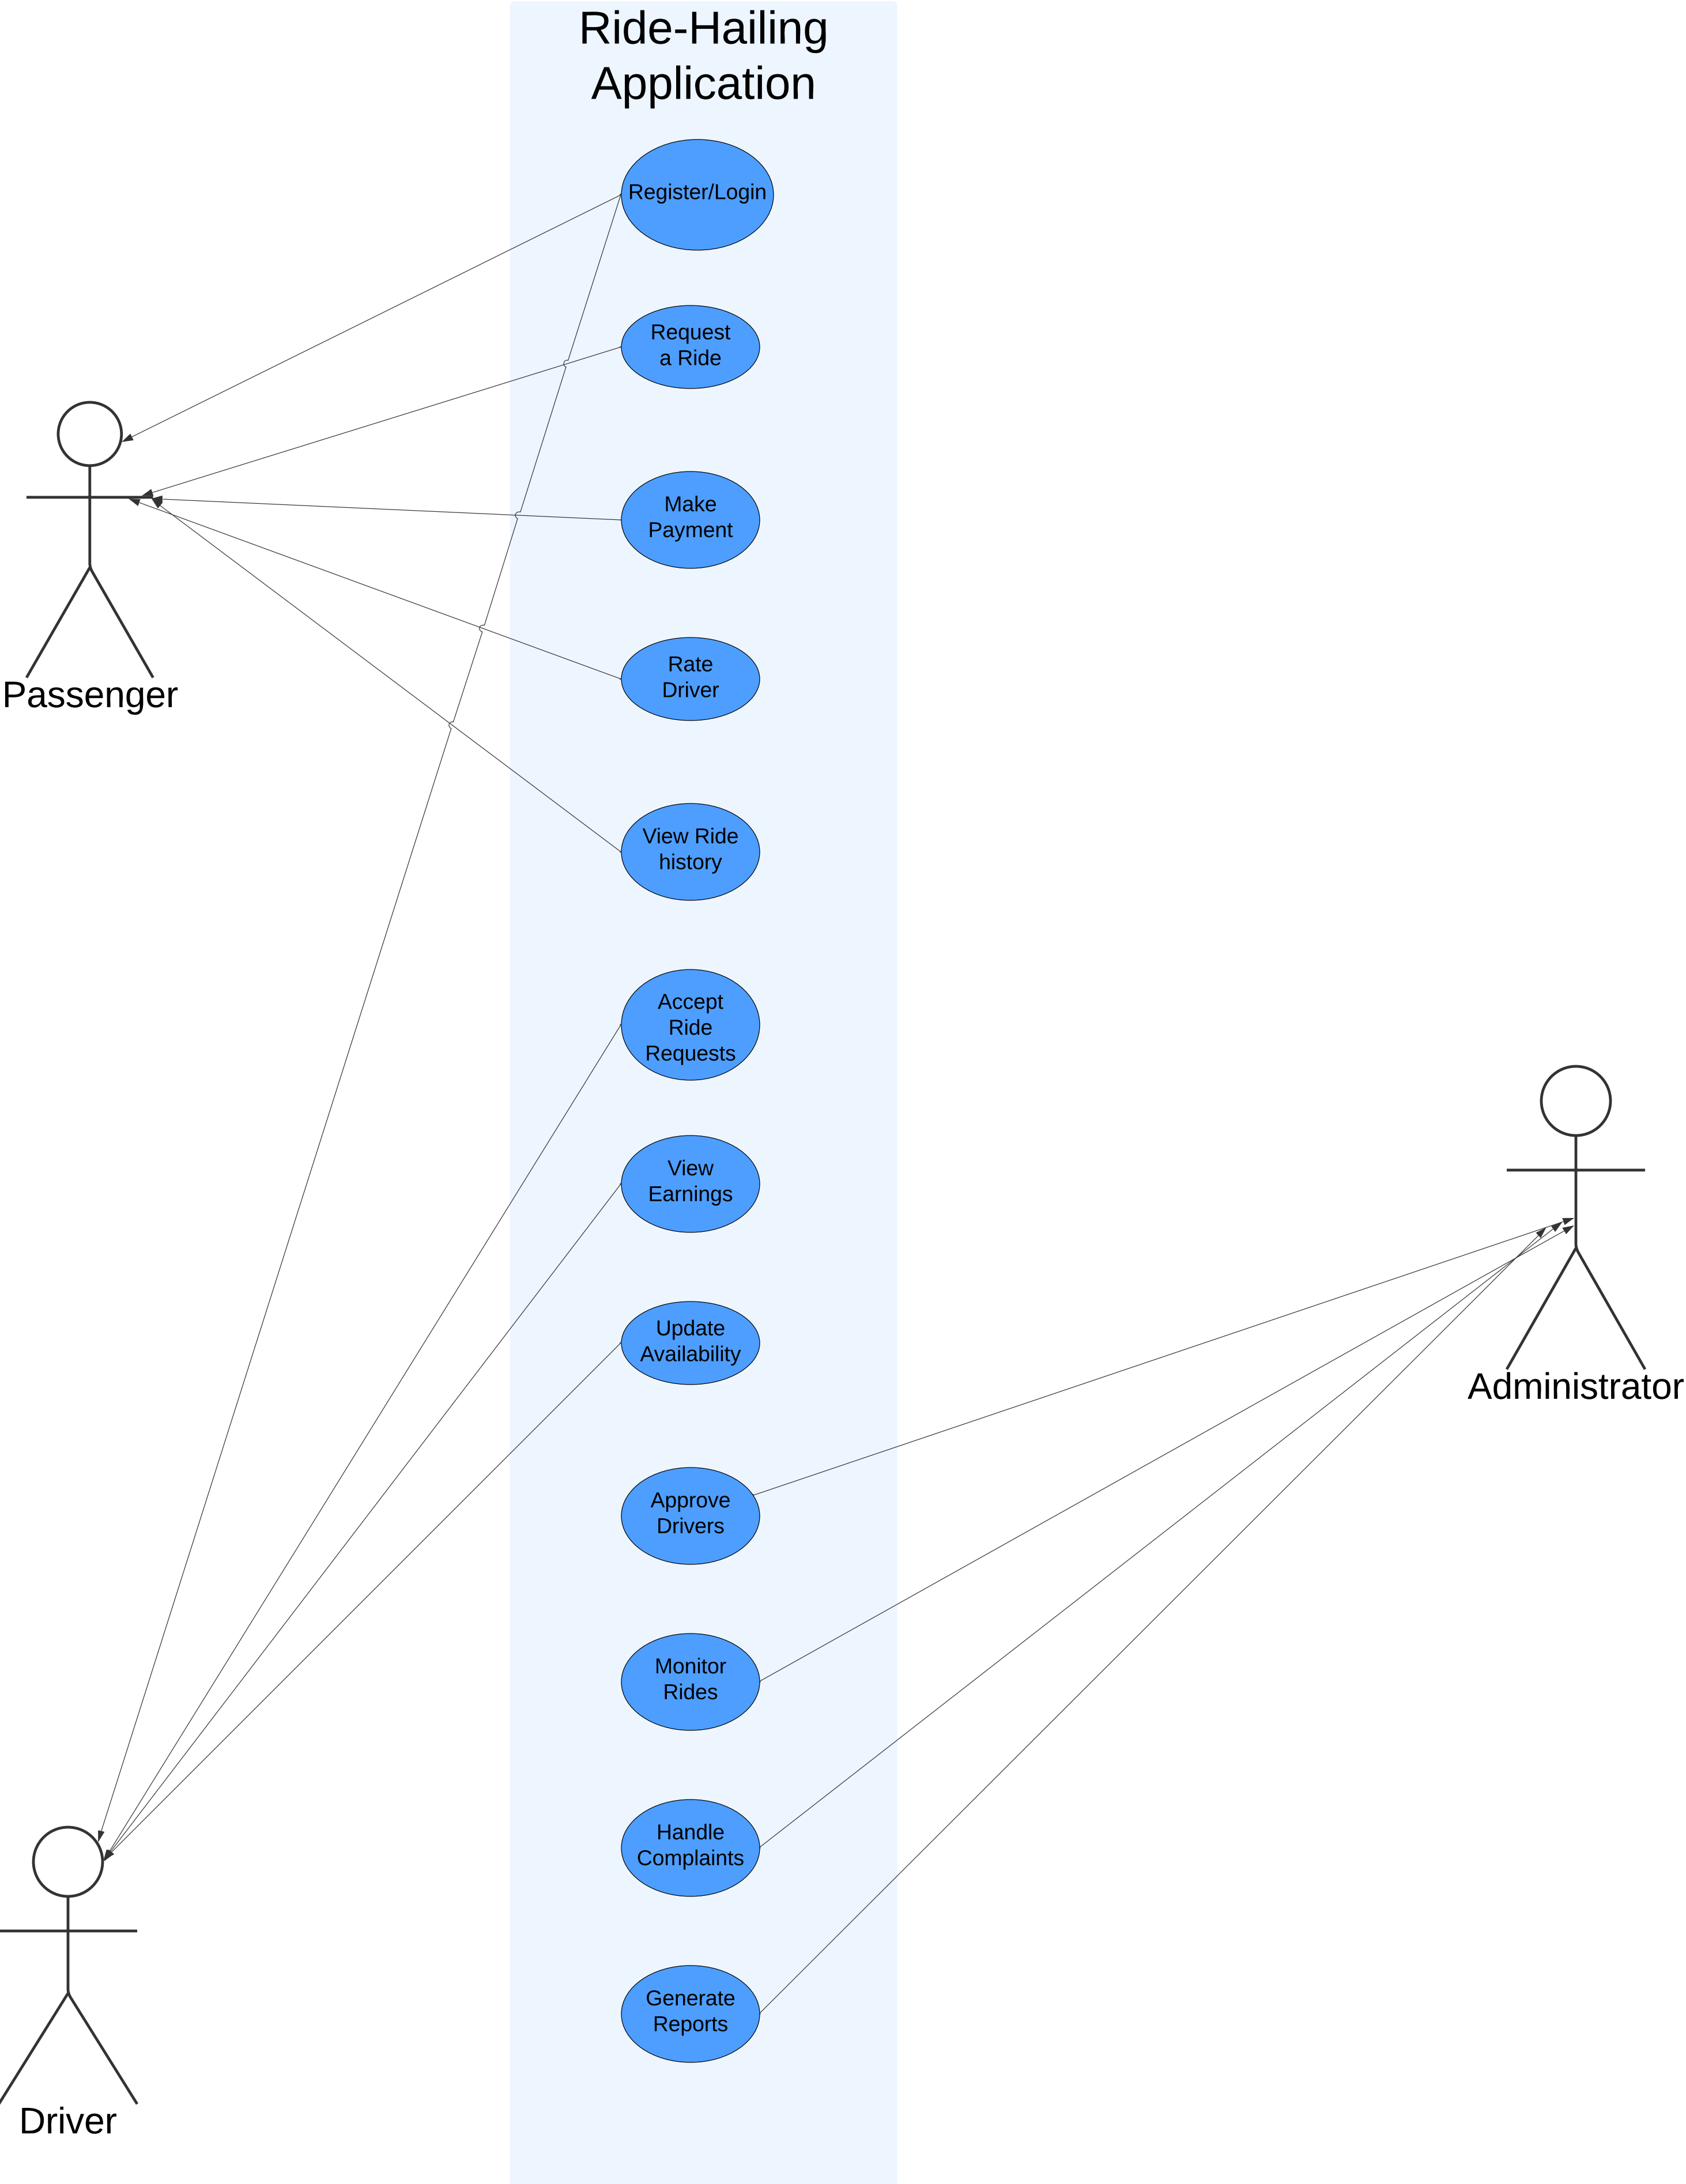 Ride-Hailing
Application
Register/Login
Request
a Ride
Make
Payment
Rate
Driver
Passenger
View Ride
history
Accept
Ride
Requests
View
Earnings
Update
Availability
Administrator
Approve
Drivers
Monitor
Rides
Handle
Complaints
Generate
Reports
Driver